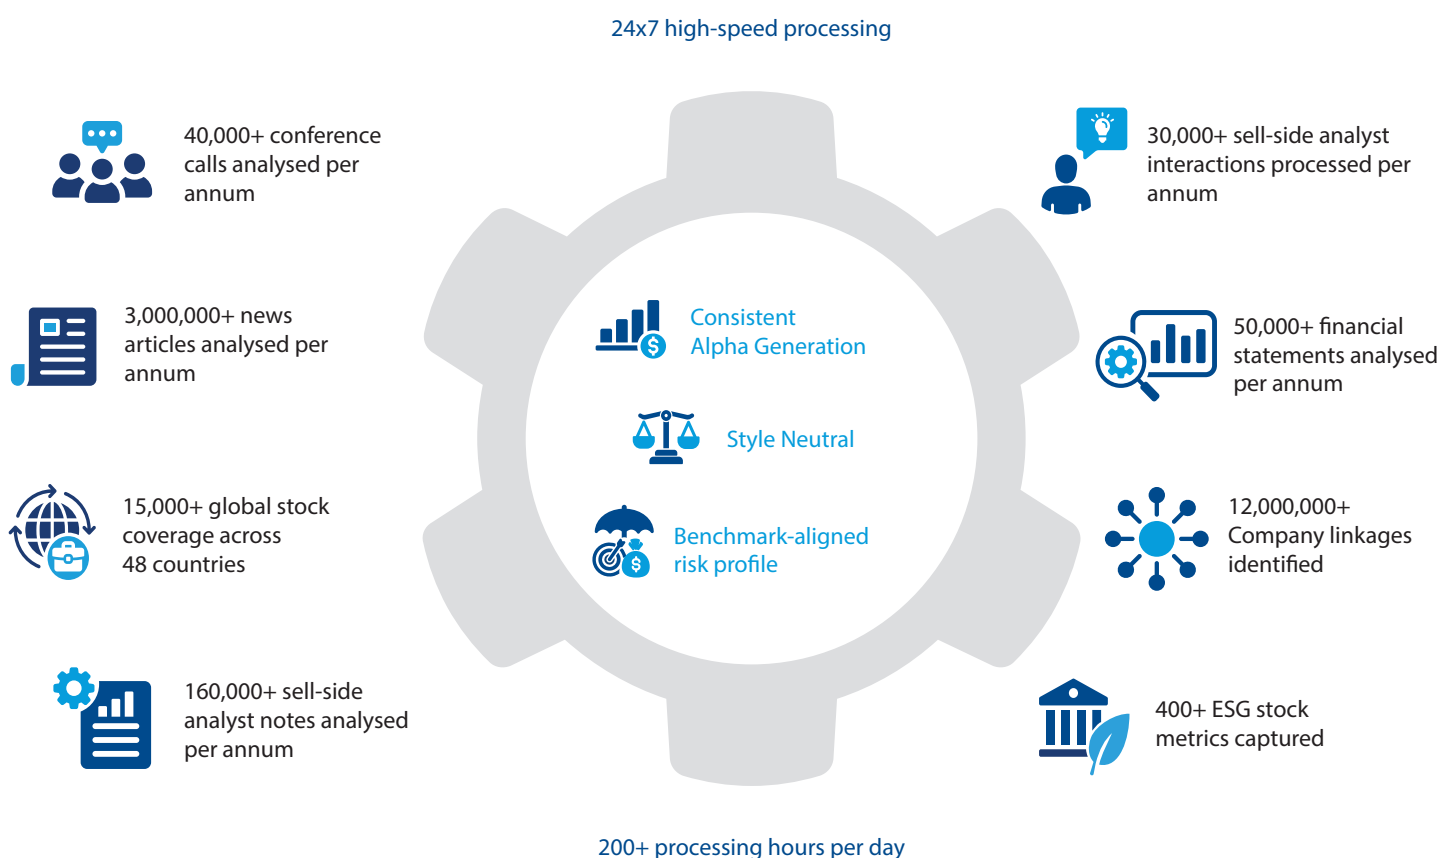 24x7 high-speed processing
40,000+ conference
calls analysed per
annum
3,000,000+ news
articles analysed per
annum
15,000+ global stock
coverage across
48 countries
160,000+ sell-side
analyst notes analysed
per annum
Consistent
Alpha Generation
Style Neutral
Benchmark-aligned
risk profile
30,000+ sell-side analyst
interactions processed per
annum
50,000+ financial
statements analysed
per annum
12,000,000+
Company linkages
identified
400+ ESG stock
metrics captured
200+ processing hours per day